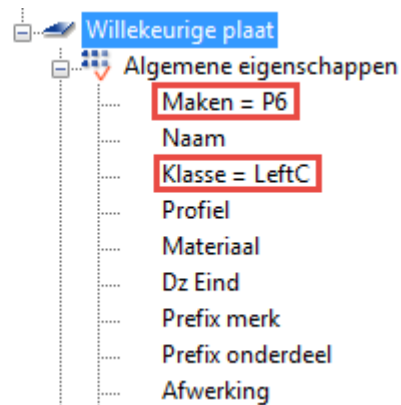 Willekeurige plaat
Algemene eigenschappen
Maken = P6
Naam
Klasse = LeftC
Profiel
Materiaal
Dz Eind
Prefix merk
Prefix onderdeel
Afwerking